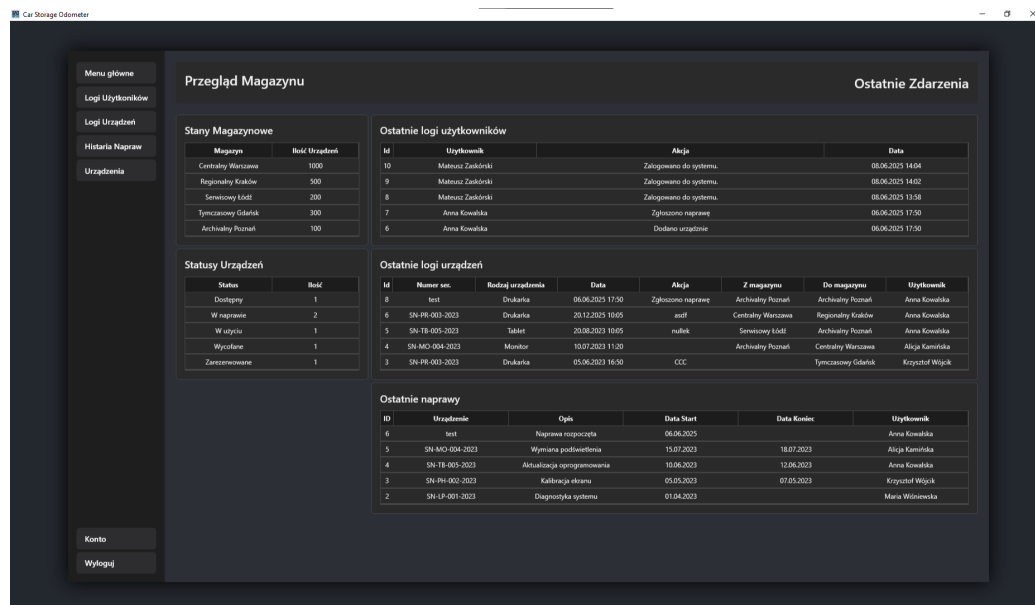 Car Storage Odometer
Menu główne
Logi Użytkoników
Logi Urządzeń
Histaria Napraw
Urządzenia
Konto
Wyloguj
Przegląd Magazynu
Ostatnie Zdarzenia
Stany Magazynowe
Magazyn Ilość Urządzeń
Centralny Warszawa 1000
Regionalny Kraków 500
Serwisowy Łódź 200
Tymczasowy Gdańsk 300
Archivalny Poznań 100
Ostatnie logi użytkowników
Id Użytkownik Akcja Data
10 Mateusz Zaskórski Zalogowano do systemu. 08.06.2025 14:04
9 Mateusz Zaskórski Zalogowano do systemu. 08.06.2025 14:02
8 Mateusz Zaskórski Zalogowano do systemu. 08.06.2025 13:58
7 Anna Kowalska Zgłoszono naprawę 06.06.2025 17:50
6 Anna Kowalska Dodano urządznie 06.06.2025 17:50
Statusy Urządzeń
Status Ilość
Dostępny 1
W naprawie 2
W użyciu 1
Wycofane 1
Zarezerwowane 1
Ostatnie logi urządzeń
Id Numer ser. Rodzaj urządzenia Data Akcja Z magazynu Do magazynu Użytkownik
8 test Drukarka 06.06.2025 17:50 Zgłoszono naprawę Archivalny Poznań Archivalny Poznań Anna Kowalska
6 SN-PR-003-2023 Drukarka 20.12.2025 10:05 asdf Centralny Warszawa Regionalny Kraków Anna Kowalska
5 SN-TB-005-2023 Tablet 20.08.2023 10:05 nullek Serwisowy Łódź Archivalny Poznań Anna Kowalska
4 SN-MO-004-2023 Monitor 10.07.2023 11:20 Archivalny Poznań Centralny Warszawa Alicja Kamińska
3 SN-PR-003-2023 Drukarka 05.06.2023 16:50 CCC Tymczasowy Gdańsk Krzysztof Wójcik
Ostatnie naprawy
ID Urządzenie Opis Data Start Data Koniec Użytkownik
6 test Naprawa rozpoczęta 06.06.2025 Anna Kowalska
5 SN-MO-004-2023 Wymiana podświetlenia 15.07.2023 18.07.2023 Alicja Kamińska
4 SN-TB-005-2023 Aktualizacja oprogramowania 10.06.2023 12.06.2023 Anna Kowalska
3 SN-PH-002-2023 Kalibracja ekranu 05.05.2023 07.05.2023 Krzysztof Wójcik
2 SN-LP-001-2023 Diagnostyka systemu 01.04.2023 Maria Wiśniewska